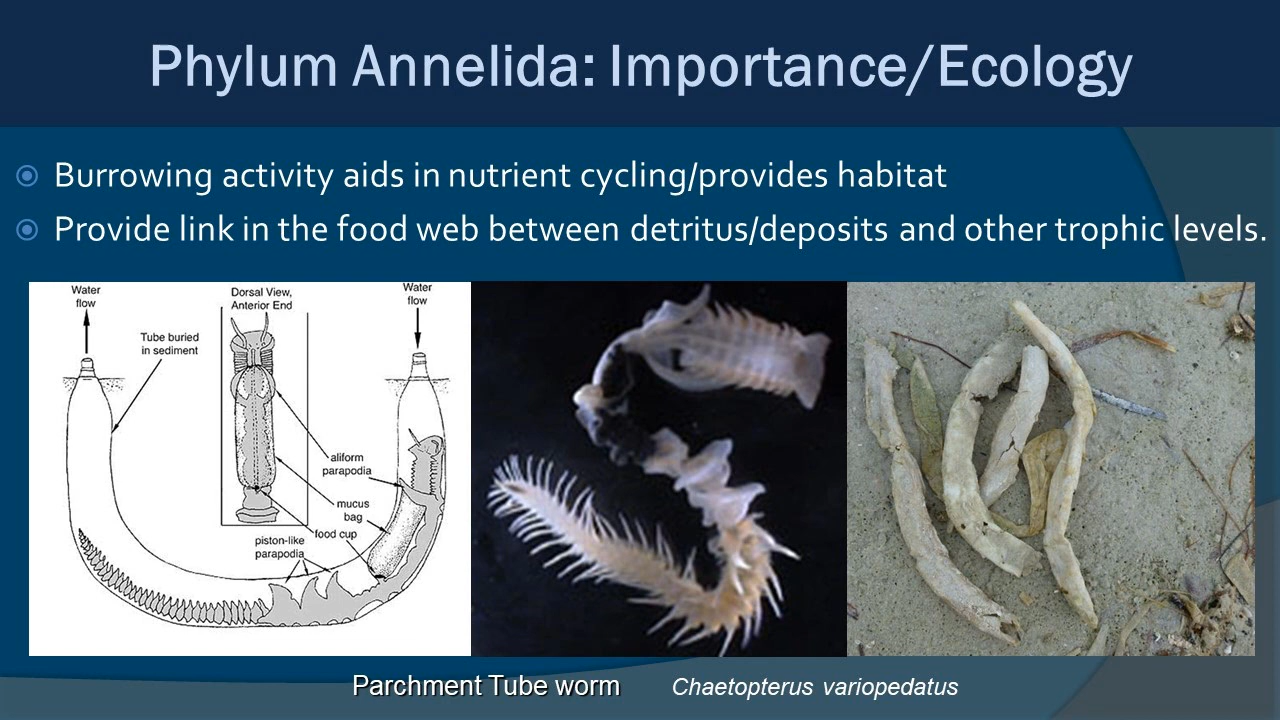 Phylum Annelida: Importance/Ecology
Burrowing activity aids in nutrient cycling/provides habitat
Provide link in the food web between detritus/deposits and other trophic levels.
Water
flow
Tube buried
in sediment
Dorsal View,
Anterior End
Water
flow
aliform
parapodia
mucus
bag
food cup
piston-like
parapodia
Parchment Tube worm
Chaetopterus variopedatus